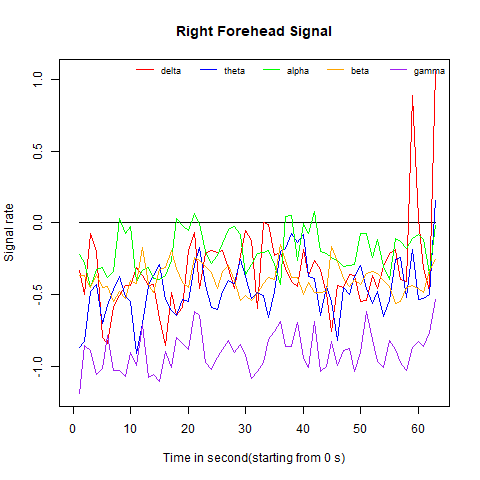 Right Forehead Signal
delta theta alpha beta gamma
Signal rate
1.0
0.5
0.0
-0.5
-1.0
0 10 20 30 40 50 60
Time in second(starting from 0 s)